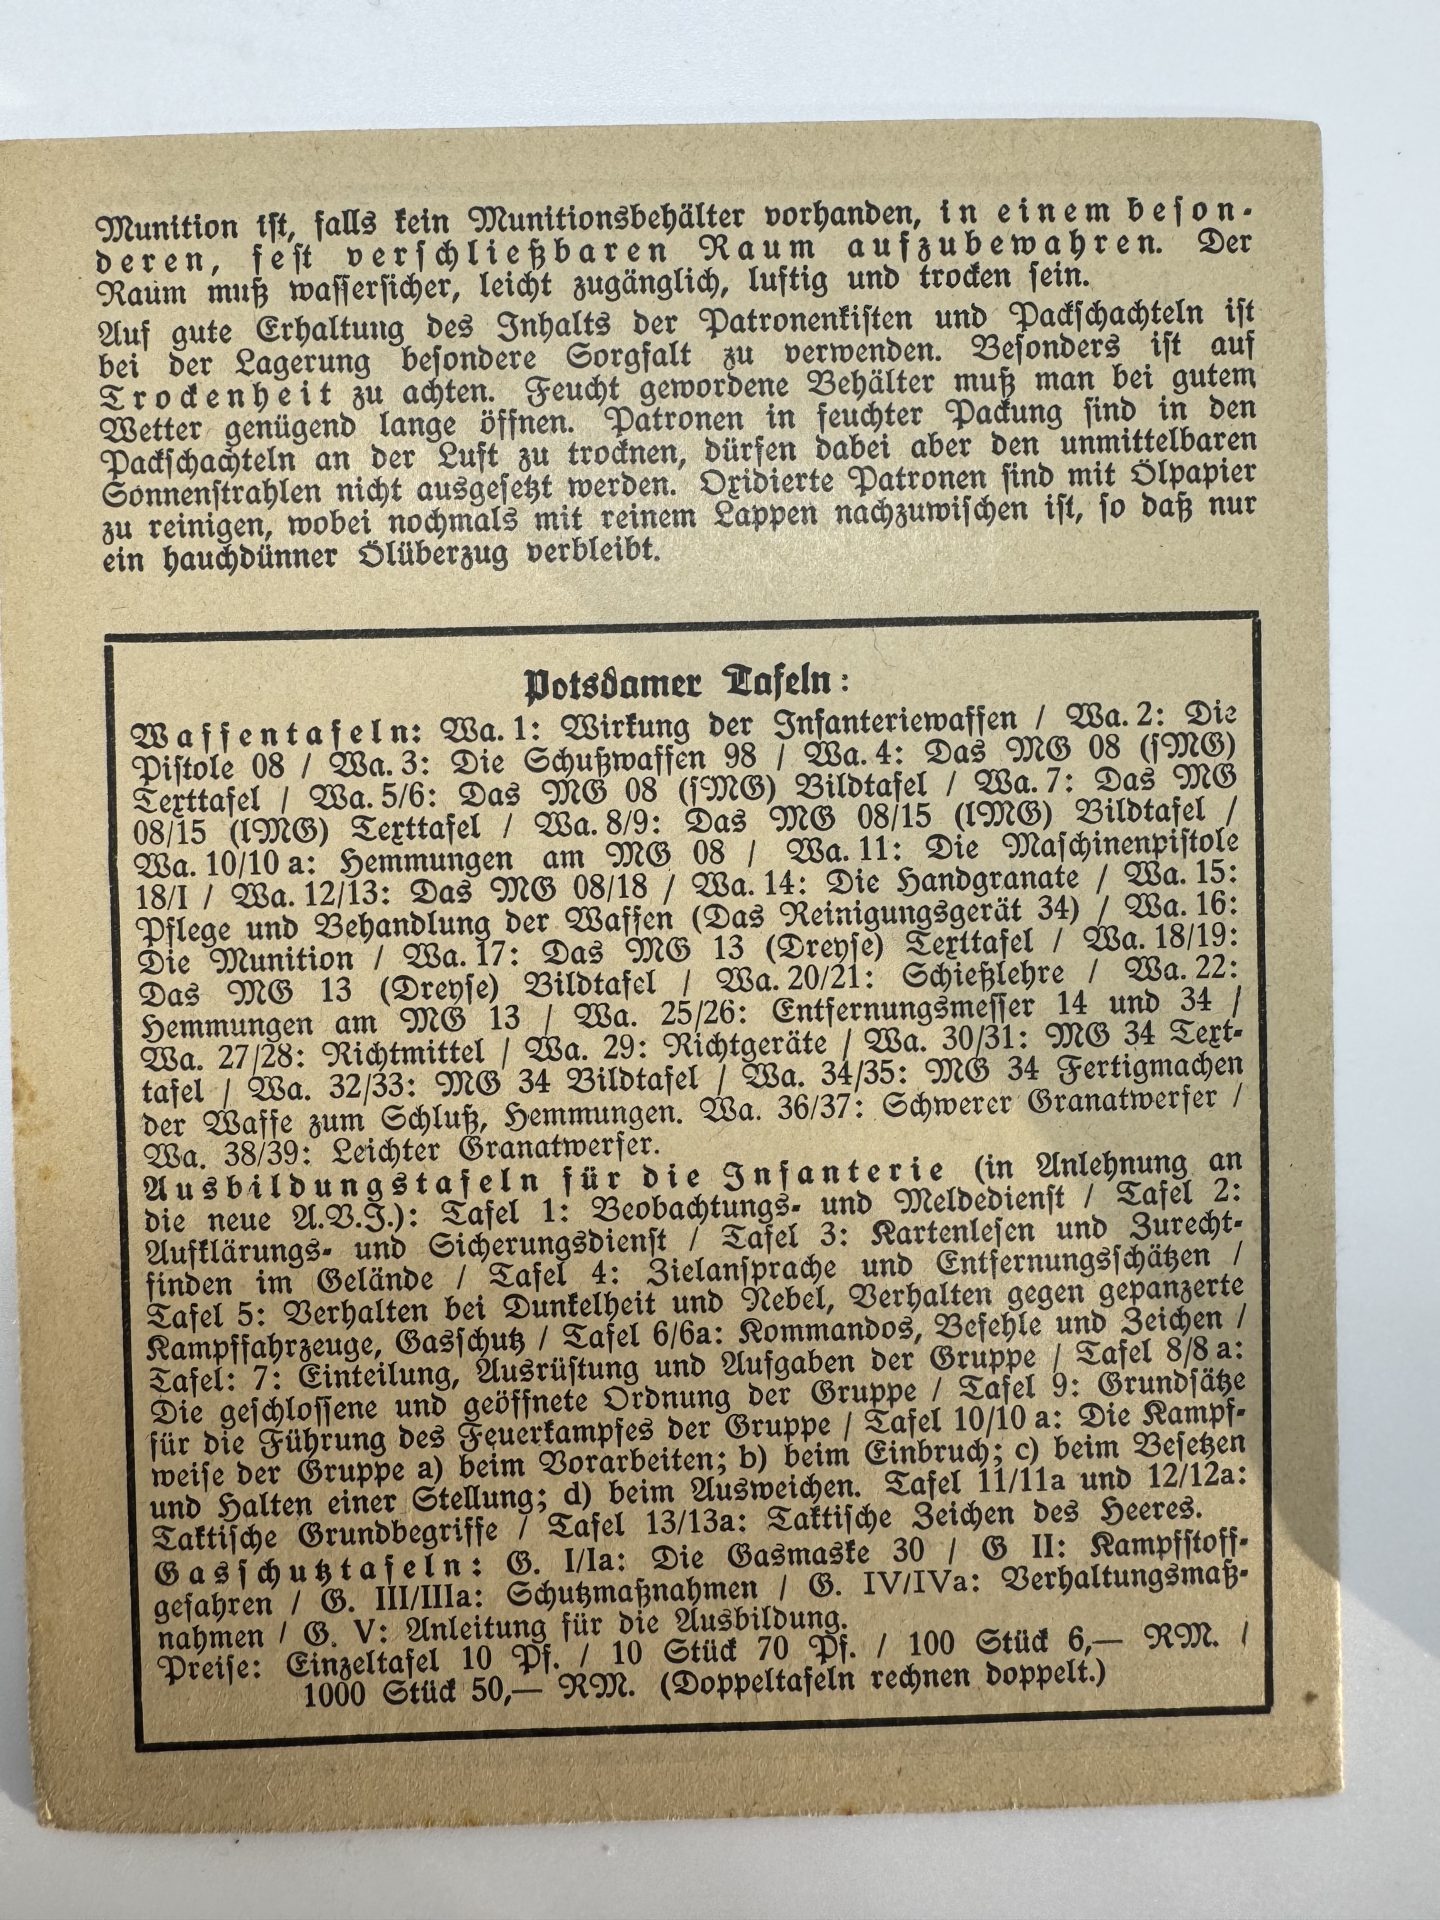 Munition ist, falls kein Munitionsbehälter vorhanden, in einem beson-
deren, fest verschließbaren Raum aufzubewahren. Der
Raum muß wassersicher, leicht zugänglich, luftig und trocken sein.
Auf gute Erhaltung des Inhalts der Patronenkisten und Packschachteln ist
bei der Lagerung besondere Sorgfalt zu verwenden. Besonders ist auf
Trockenheit zu achten. Feucht gewordene Behälter muß man bei gutem
Wetter genügend lange öffnen. Patronen in feuchter Packung sind in den
Packschachteln an der Luft zu trocknen, dürfen dabei aber den unmittelbaren
Sonnenstrahlen nicht ausgesetzt werden. Oxidierte Patronen sind mit Ölpapier
zu reinigen, wobei nochmals mit reinem Lappen nachzuwischen ist, so daß nur
ein hauchdünner Ölüberzug verbleibt.
Potsdamer Tafeln:
Waffentafeln: Wa. 1: Wirkung der Infanteriewaffen / Wa. 2: Die
Pistole 08 / Wa. 3: Die Schußwaffen 98 / Wa. 4: Das MG 08 (sMG)
Texttafel / Wa. 5/6: Das MG 08 (sMG) Bildtafel / Wa. 7: Das MG
08/15 (lMG) Texttafel / Wa. 8/9: Das MG 08/15 (lMG) Bildtafel /
Wa. 10/10 a: Hemmungen am MG 08 / Wa. 11: Die Maschinenpistole
18/I / Wa. 12/13: Das MG 08/18 / Wa. 14: Die Handgranate / Wa. 15:
Pflege und Behandlung der Waffen (Das Reinigungsgerät 34) / Wa. 16:
Die Munition / Wa. 17: Das MG 13 (Dreyse) Texttafel / Wa. 18/19:
Das MG 13 (Dreyse) Bildtafel / Wa. 20/21: Schießlehre / Wa. 22:
Hemmungen am MG 13 / Wa. 25/26: Entfernungsmesser 14 und 34 /
Wa. 27/28: Richtmittel / Wa. 29: Richtgeräte / Wa. 30/31: MG 34 Text-
tafel / Wa. 32/33: MG 34 Bildtafel / Wa. 34/35: MG 34 Fertigmachen
der Waffe zum Schluß, Hemmungen. Wa. 36/37: Schwerer Granatwerfer /
Wa. 38/39: Leichter Granatwerfer.
Ausbildungstafeln für die Infanterie (in Anlehnung an
die neue A.V.J.): Tafel 1: Beobachtungs- und Meldedienst / Tafel 2:
Aufklärungs- und Sicherungsdienst / Tafel 3: Kartenlesen und Zurecht-
finden im Gelände / Tafel 4: Zielansprache und Entfernungsschätzen /
Tafel 5: Verhalten bei Dunkelheit und Nebel, Verhalten gegen gepanzerte
Kampffahrzeuge, Gasschutz / Tafel 6/6a: Kommandos, Befehle und Zeichen /
Tafel: 7: Einteilung, Ausrüstung und Aufgaben der Gruppe / Tafel 8/8 a:
Die geschlossene und geöffnete Ordnung der Gruppe / Tafel 9: Grundsätze
für die Führung des Feuerkampfes der Gruppe / Tafel 10/10 a: Die Kampf-
weise der Gruppe a) beim Vorarbeiten; b) beim Einbruch; c) beim Besetzen
und Halten einer Stellung; d) beim Ausweichen. Tafel 11/11a und 12/12a:
Taktische Grundbegriffe / Tafel 13/13a: Taktische Zeichen des Heeres.
Gasschutztafeln: G. I/Ia: Die Gasmaske 30 / G II: Kampfstoff-
gefahren / G. III/IIIa: Schutzmaßnahmen / G. IV/IVa: Verhaltungsmaß-
nahmen / G. V: Anleitung für die Ausbildung.
Preise: Einzeltafel 10 Pf. / 10 Stück 70 Pf. / 100 Stück 6,— RM. /
1000 Stück 50,— RM. (Doppeltafeln rechnen doppelt.)